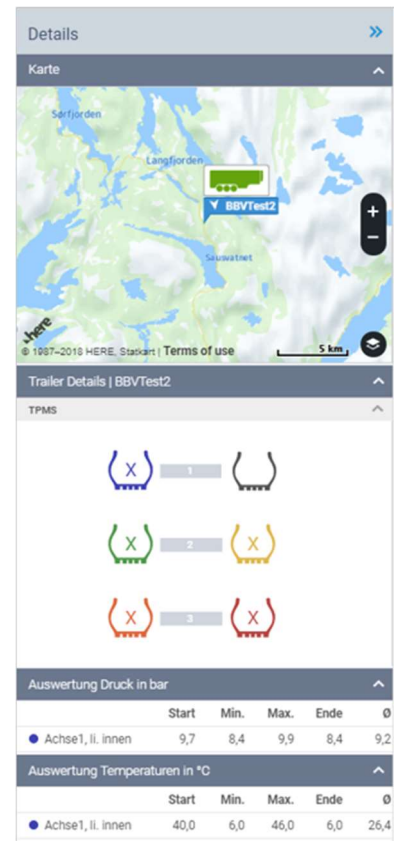 Details
Karte
Sørfjorden
Langfjorden
BBVTest2
Sausvatnet
+
−
here
© 1987–2018 HERE, Statkart | Terms of use
5 km
Trailer Details | BBVTest2
TPMS
X 1
X 2 X
X 3 X
Auswertung Druck in bar
Start Min. Max. Ende Ø
Achse1, li. innen 9,7 8,4 9,9 8,4 9,2
Auswertung Temperaturen in °C
Start Min. Max. Ende Ø
Achse1, li. innen 40,0 6,0 46,0 6,0 26,4